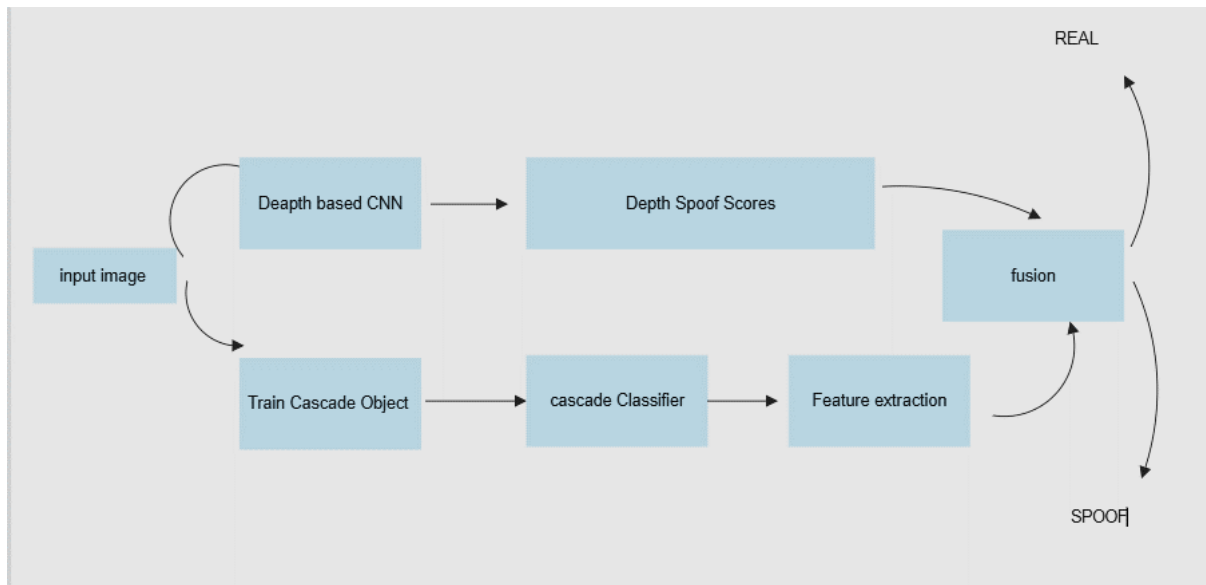 REAL
Deapth based CNN
Depth Spoof Scores
input image
fusion
Train Cascade Object
cascade Classifier
Feature extraction
SPOOF